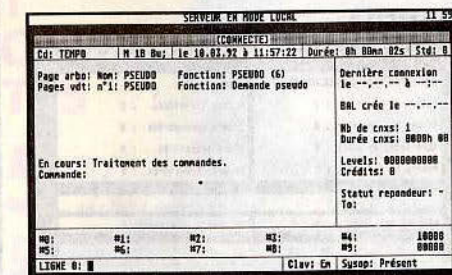 SERVEUR EN MODE LOCAL 11 59
[CONNECTE]
Cd: TEMPO M 1B Bu; le 10.03.92 à 11:57:22 Durée: 0h 00mn 02s Std: 0
Page arbo: Nom: PSEUDO Fonction: PSEUDO (6)
Pages vdt: n°1: PSEUDO Fonction: Demande pseudo
En cours: Traitement des commandes.
Commande:
Dernière connexion
le --.--.-- à --:--
BAL crée le --.--.--
Nb de cnxs: 1
Durée cnxs: 0000h 00
Levels: 0000000000
Crédits: 0
Statut repondeur: -
To:
#0: #1: #2: #3: #4: 10000
#5: #6: #7: #8: #9: 00000
LIGNE 0: Clav: En Sysop: Présent